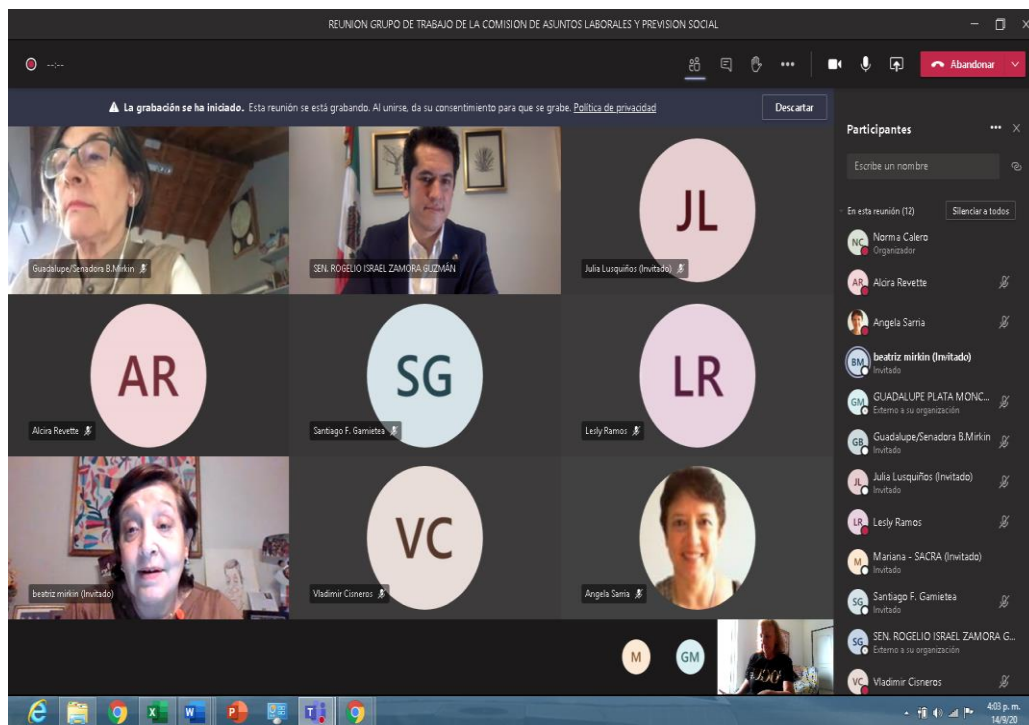 REUNION GRUPO DE TRABAJO DE LA COMISION DE ASUNTOS LABORALES Y PREVISION SOCIAL
--:--
Abandonar
La grabación se ha iniciado. Esta reunión se está grabando. Al unirse, da su consentimiento para que se grabe. Política de privacidad
Descartar
Guadalupe/Senadora B.Mirkin
SEN. ROGELIO ISRAEL ZAMORA GUZMÁN
JL
Julia Lusquiños (Invitado)
AR
Alcira Revette
SG
Santiago F. Gamietea
LR
Lesly Ramos
beatriz mirkin (Invitado)
VC
Vladimir Cisneros
Angela Sarria
M
GM
Participantes
Escribe un nombre
En esta reunión (12)
Silenciar a todos
NC
Norma Calero
Organizador
AR
Alcira Revette
Angela Sarria
BM
beatriz mirkin (Invitado)
Invitado
GM
GUADALUPE PLATA MONC...
Externo a su organización
GB
Guadalupe/Senadora B.Mirkin
Invitado
JL
Julia Lusquiños (Invitado)
Invitado
LR
Lesly Ramos
M
Mariana - SACRA (Invitado)
Invitado
SG
Santiago F. Gamietea
Invitado
SG
SEN. ROGELIO ISRAEL ZAMORA G...
Externo a su organización
VC
Vladimir Cisneros
4:03 p. m.
14/9/20